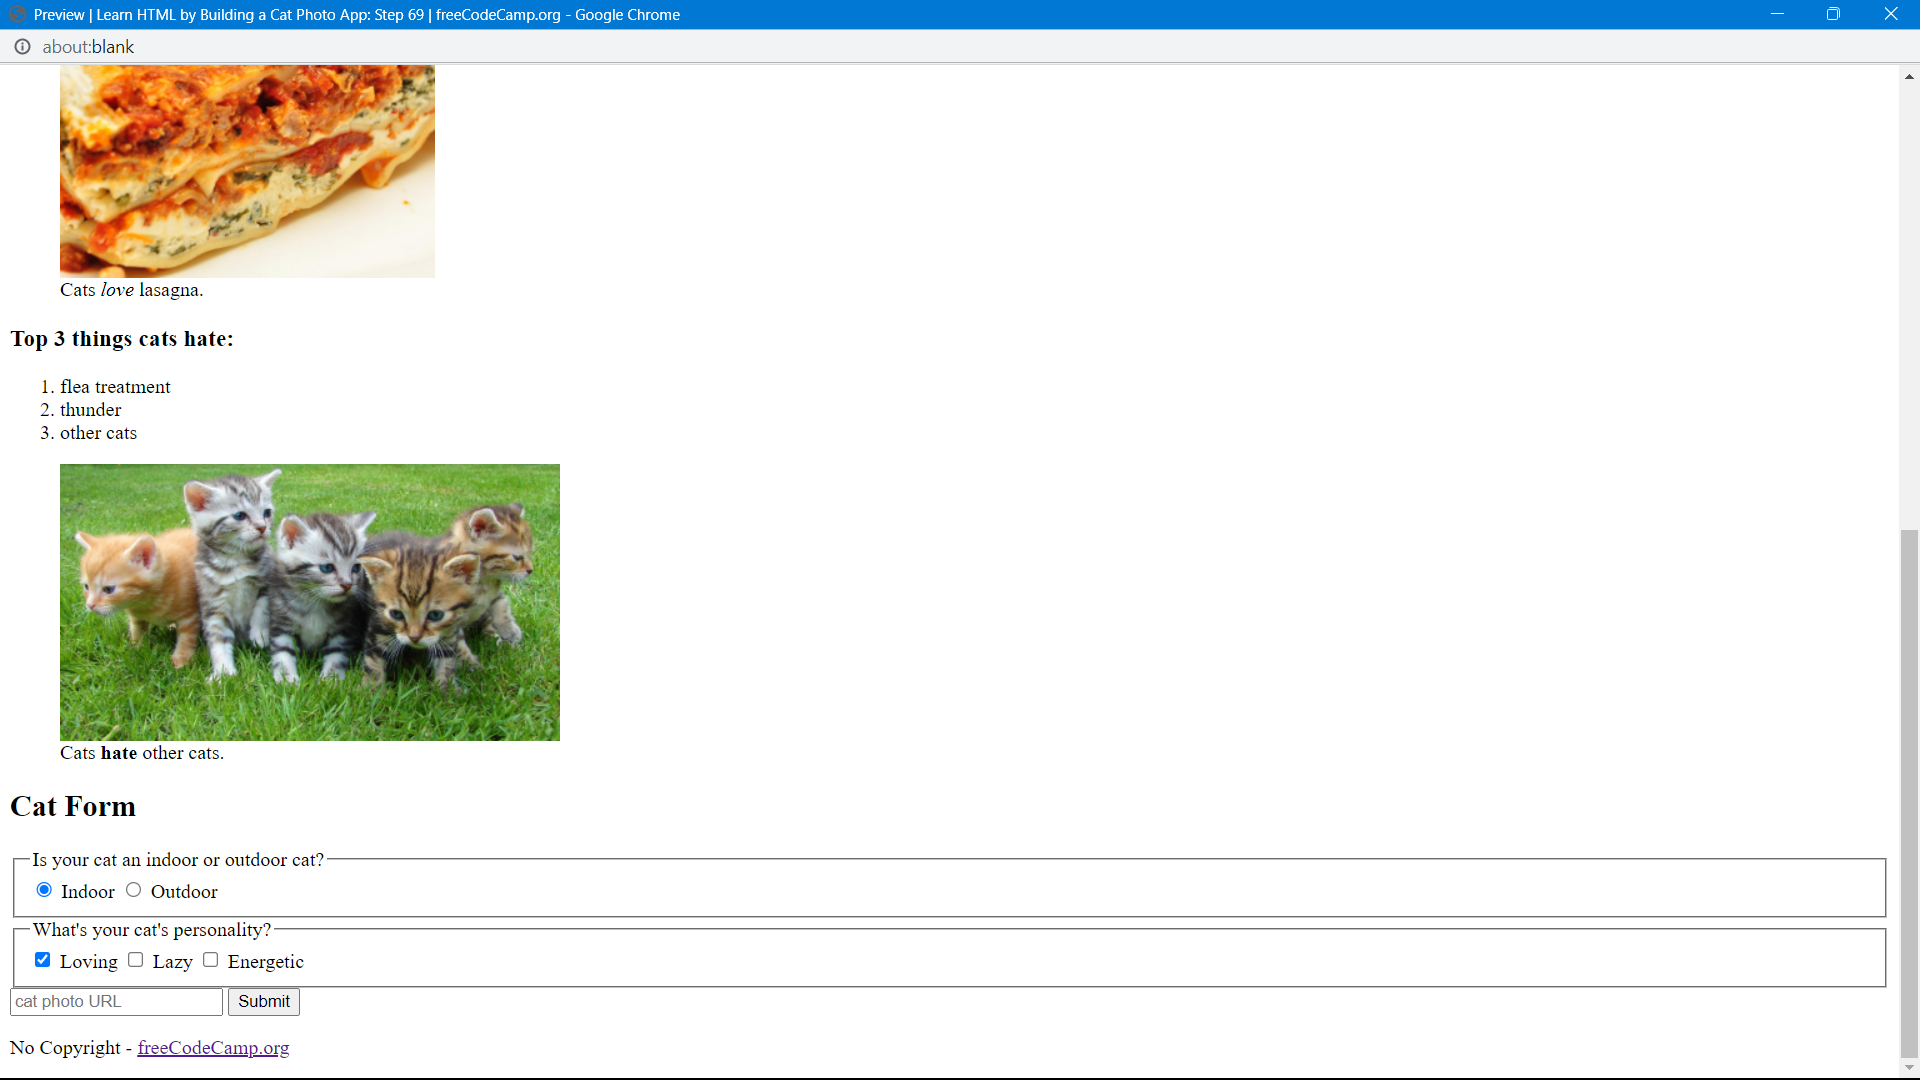 Preview | Learn HTML by Building a Cat Photo App: Step 69 | freeCodeCamp.org - Google Chrome
about:blank
Cats love lasagna.
Top 3 things cats hate:
1. flea treatment
2. thunder
3. other cats
Cats hate other cats.
Cat Form
Is your cat an indoor or outdoor cat?
Indoor Outdoor
What's your cat's personality?
Loving Lazy Energetic
cat photo URL Submit
No Copyright - freeCodeCamp.org